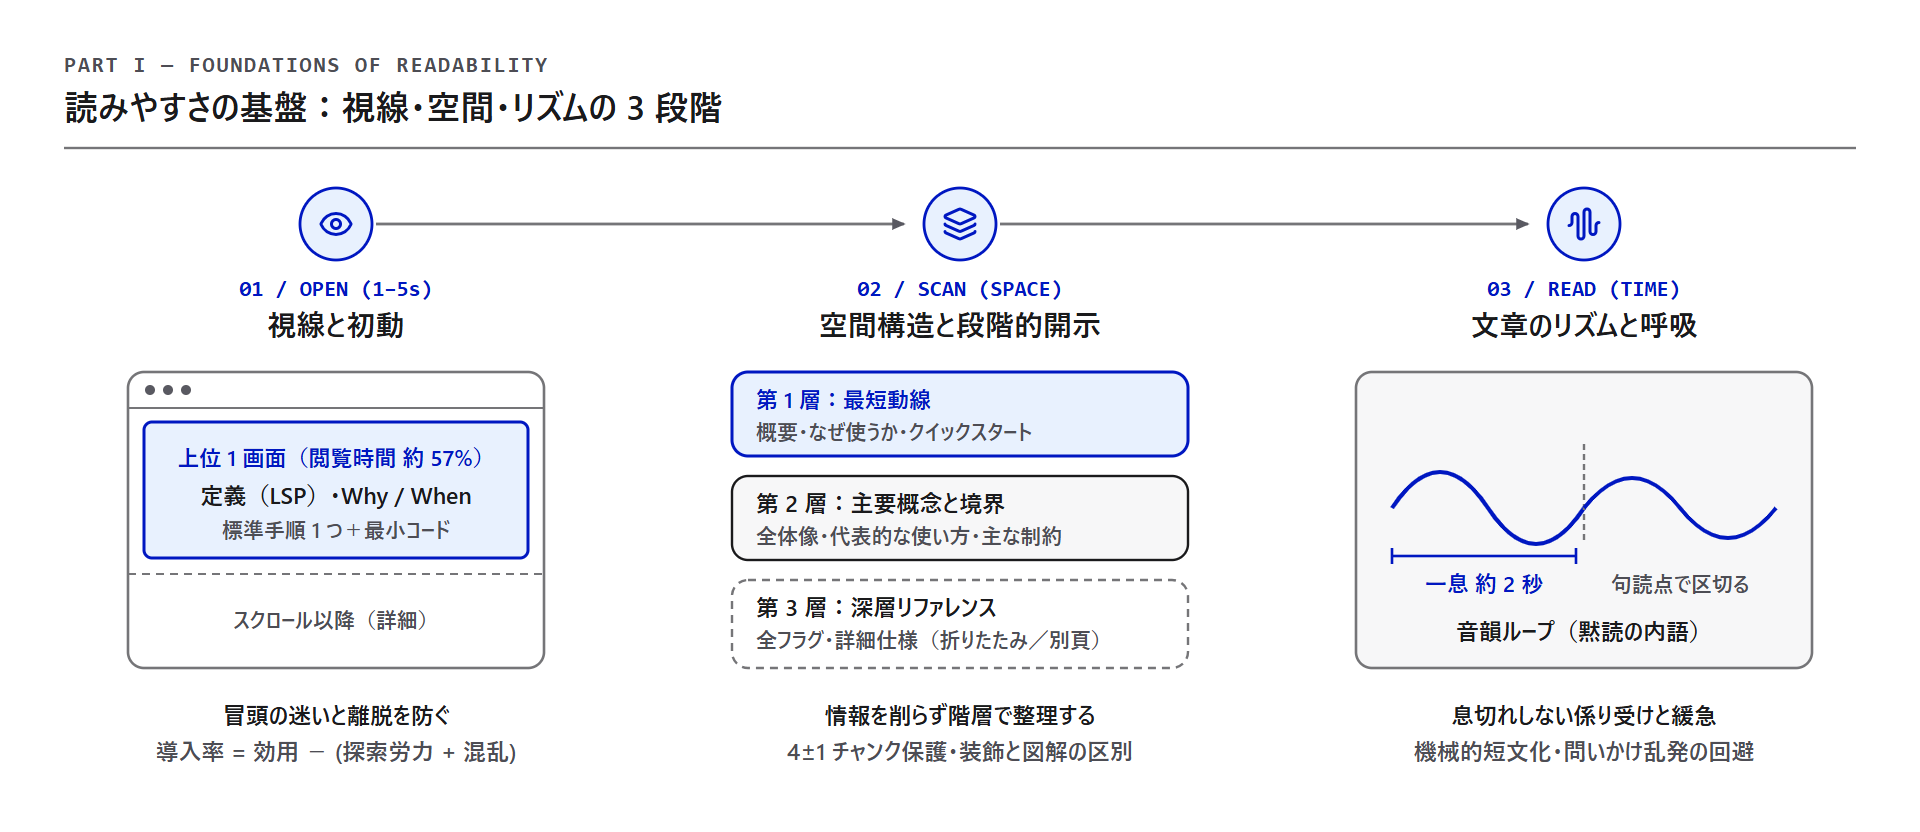 PART I — FOUNDATIONS OF READABILITY
読みやすさの基盤：視線・空間・リズムの 3 段階
01 / OPEN (1–5s)
視線と初動
上位 1 画面（閲覧時間 約 57%）
定義（LSP）・Why / When
標準手順 1 つ＋最小コード
スクロール以降（詳細）
冒頭の迷いと離脱を防ぐ
導入率 = 効用 － (探索労力 + 混乱)
02 / SCAN (SPACE)
空間構造と段階的開示
第 1 層：最短動線
概要・なぜ使うか・クイックスタート
第 2 層：主要概念と境界
全体像・代表的な使い方・主な制約
第 3 層：深層リファレンス
全フラグ・詳細仕様（折りたたみ／別頁）
情報を削らず階層で整理する
4±1 チャンク保護・装飾と図解の区別
03 / READ (TIME)
文章のリズムと呼吸
一息 約 2 秒
句読点で区切る
音韻ループ（黙読の内語）
息切れしない係り受けと緩急
機械的短文化・問いかけ乱発の回避